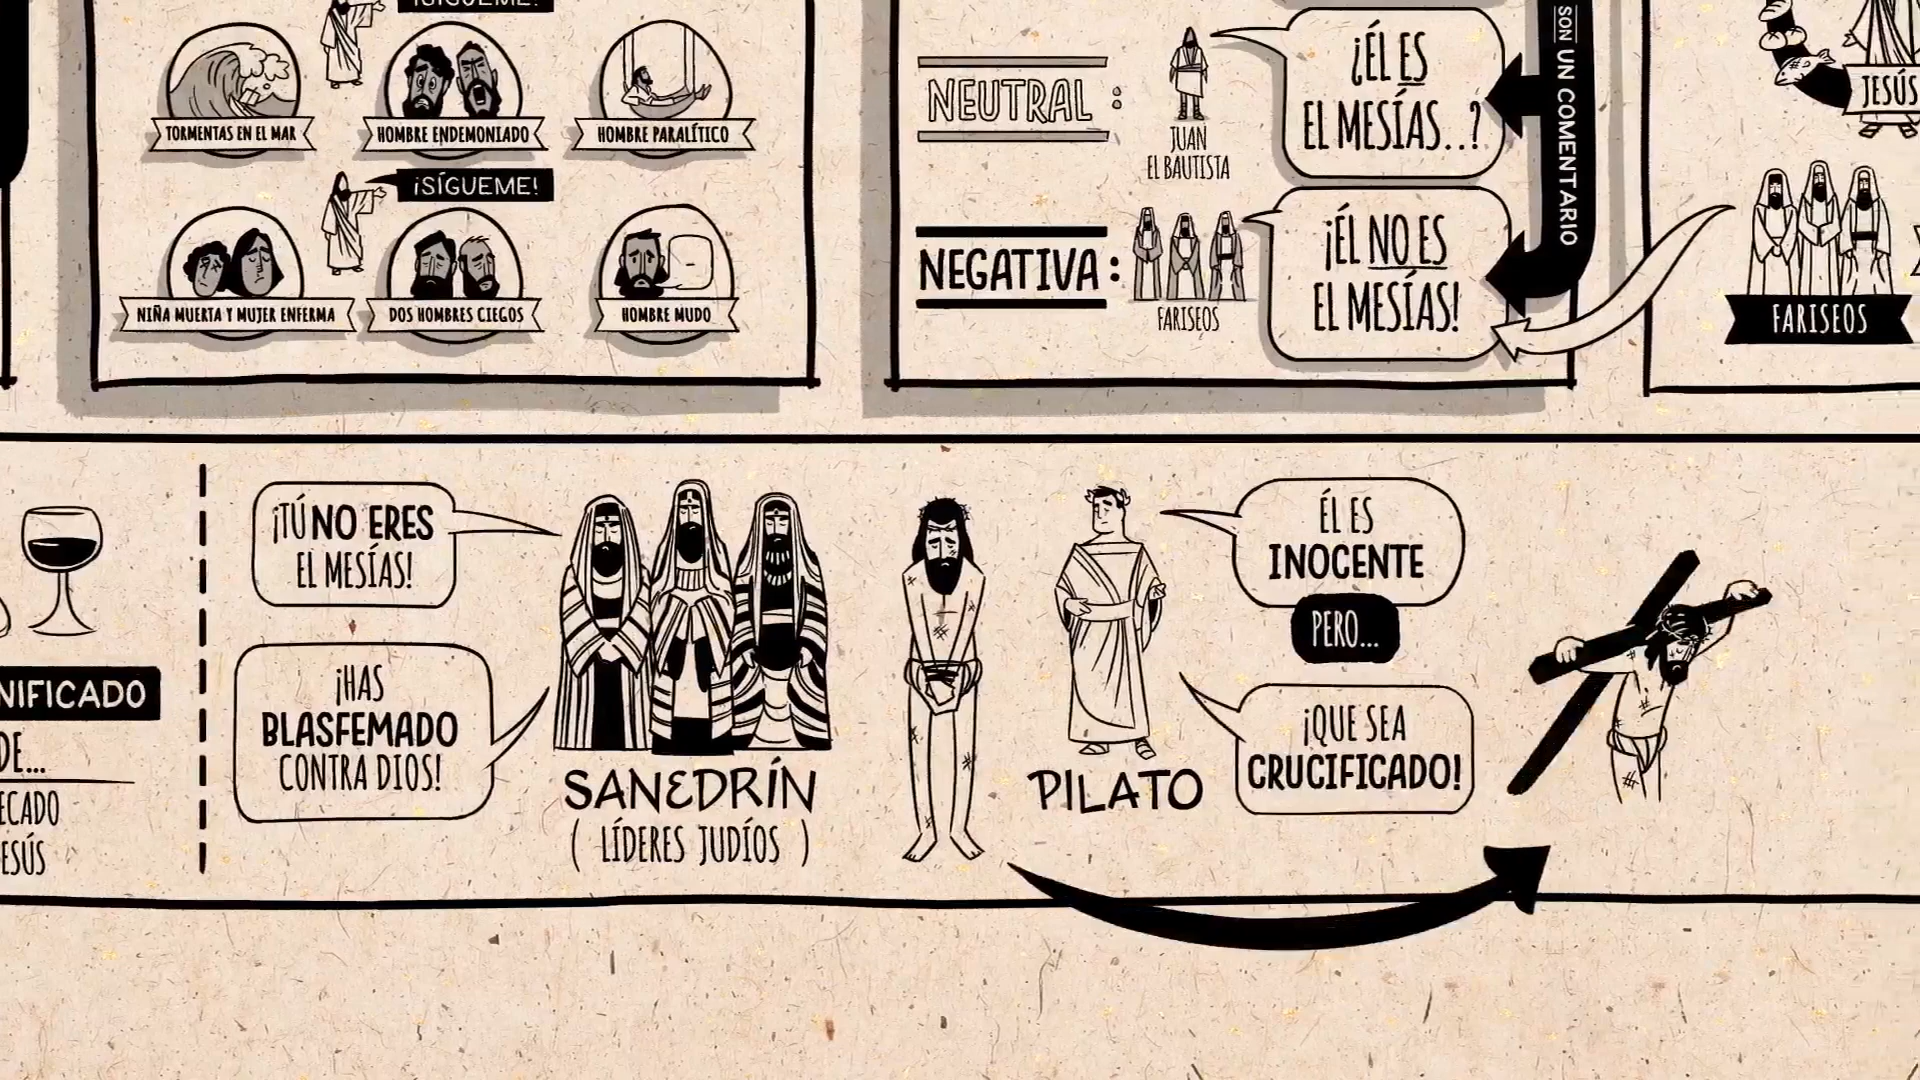 ¡SÍGUEME!
TORMENTAS EN EL MAR
HOMBRE ENDEMONIADO
HOMBRE PARALÍTICO
¡SÍGUEME!
NIÑA MUERTA Y MUJER ENFERMA
DOS HOMBRES CIEGOS
HOMBRE MUDO
NEUTRAL :
JUAN
EL BAUTISTA
¿ÉL ES
EL MESÍAS..?
NEGATIVA :
FARISEOS
¡ÉL NO ES
EL MESÍAS!
SON UN COMENTARIO
JESÚS
FARISEOS
NIFICADO
DE...
ECADO
ESÚS
¡TÚ NO ERES
EL MESÍAS!
¡HAS
BLASFEMADO
CONTRA DIOS!
SANEDRÍN
( LÍDERES JUDÍOS )
PILATO
ÉL ES
INOCENTE
PERO...
¡QUE SEA
CRUCIFICADO!